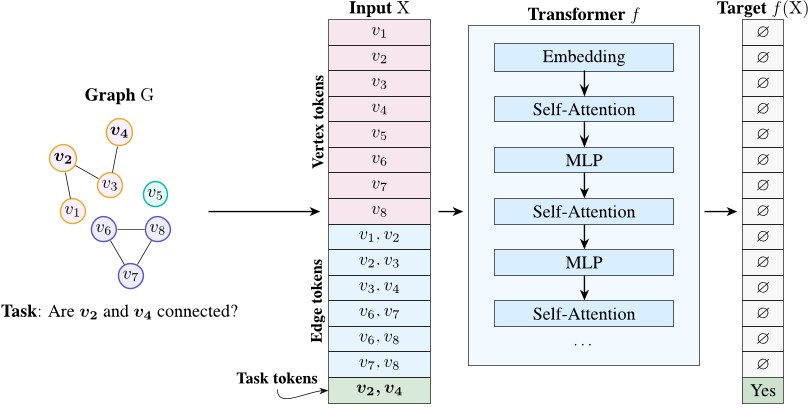 Graph G
v₄
v₂
v₃
v₅
v₁
v₆
v₈
v₇
Task: Are v₂ and v₄ connected?
Input X
Vertex tokens
v₁
v₂
v₃
v₄
v₅
v₆
v₇
v₈
Edge tokens
v₁, v₂
v₂, v₃
v₃, v₄
v₆, v₇
v₆, v₈
v₇, v₈
Task tokens
v₂, v₄
Transformer f
Embedding
Self-Attention
MLP
Self-Attention
MLP
Self-Attention
...
Target f(X)
∅
∅
∅
∅
∅
∅
∅
∅
∅
∅
∅
∅
∅
∅
Yes